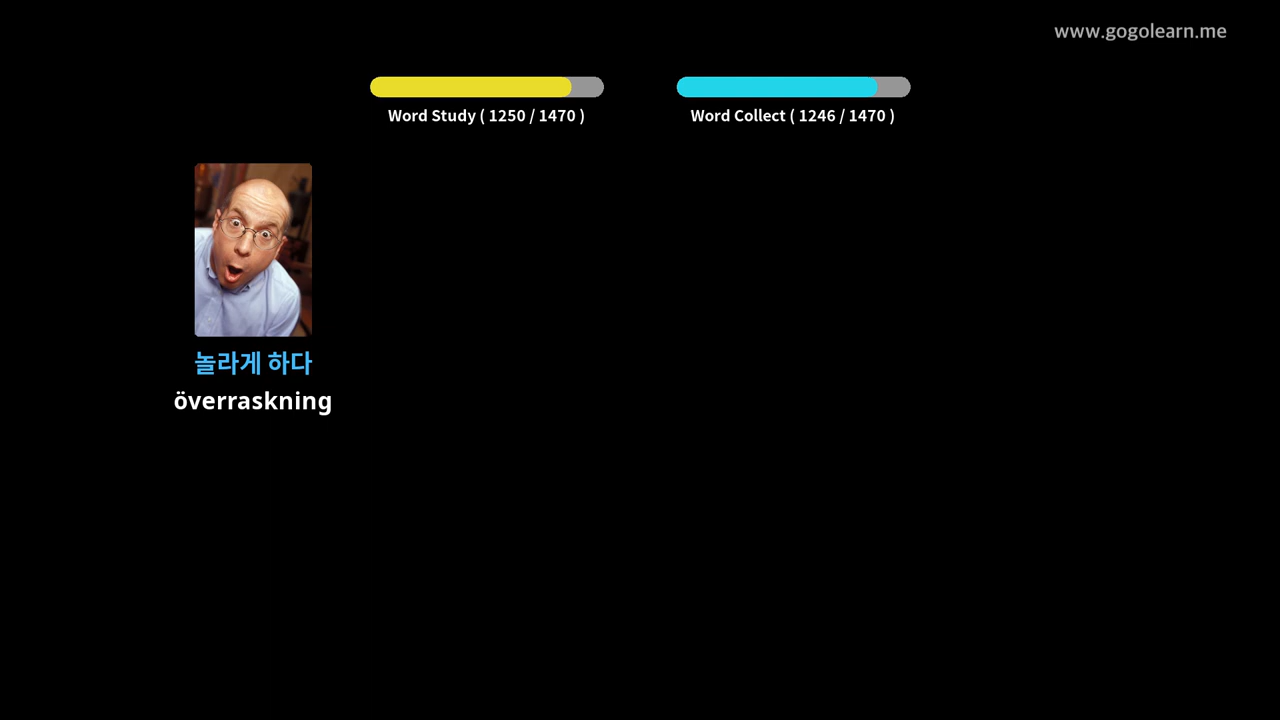 www.gogolearn.me
Word Study ( 1250 / 1470 )
Word Collect ( 1246 / 1470 )
놀라게 하다
överraskning